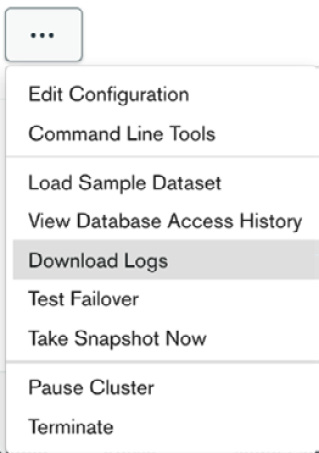 ...
Edit Configuration
Command Line Tools
Load Sample Dataset
View Database Access History
Download Logs
Test Failover
Take Snapshot Now
Pause Cluster
Terminate